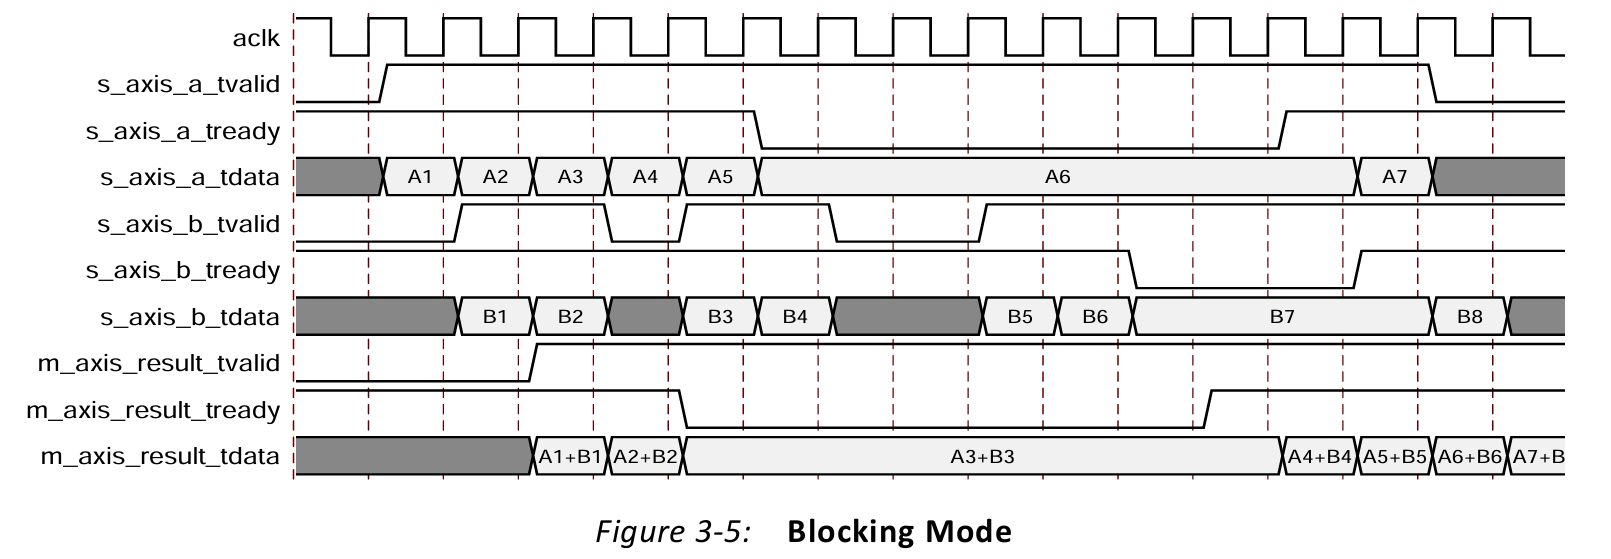 aclk
s_axis_a_tvalid
s_axis_a_tready
s_axis_a_tdata A1 A2 A3 A4 A5 A6 A7
s_axis_b_tvalid
s_axis_b_tready
s_axis_b_tdata B1 B2 B3 B4 B5 B6 B7 B8
m_axis_result_tvalid
m_axis_result_tready
m_axis_result_tdata A1+B1 A2+B2 A3+B3 A4+B4 A5+B5 A6+B6 A7+B
Figure 3-5: Blocking Mode